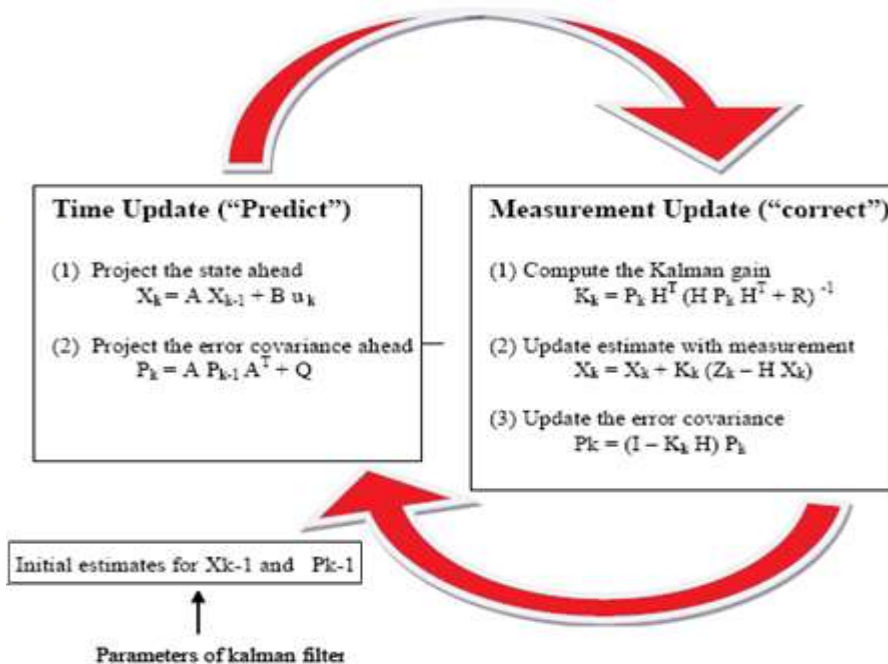 Time Update (“Predict”)
(1) Project the state ahead
Xₖ = A Xₖ₋₁ + B uₖ
(2) Project the error covariance ahead
Pₖ = A Pₖ₋₁ Aᵀ + Q
Measurement Update (“correct”)
(1) Compute the Kalman gain
Kₖ = Pₖ Hᵀ (H Pₖ Hᵀ + R) ⁻¹
(2) Update estimate with measurement
Xₖ = Xₖ + Kₖ (Zₖ – H Xₖ)
(3) Update the error covariance
Pk = (I – Kₖ H) Pₖ
Initial estimates for Xk-1 and Pk-1
Parameters of kalman filter